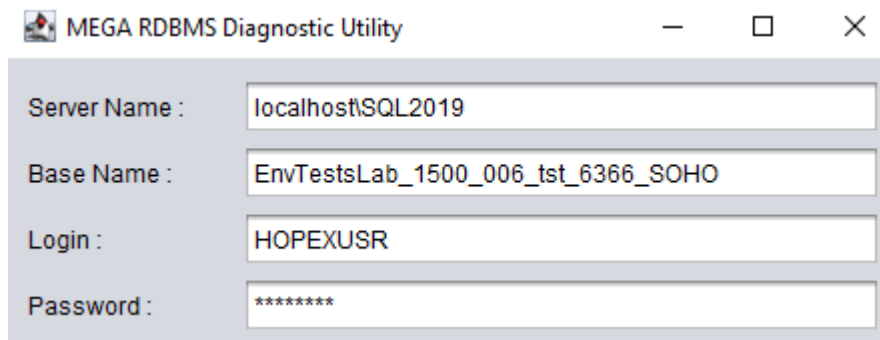 MEGA RDBMS Diagnostic Utility
Server Name : localhost\SQL2019
Base Name : EnvTestsLab_1500_006_tst_6366_SOHO
Login : HOPEXUSR
Password : ********